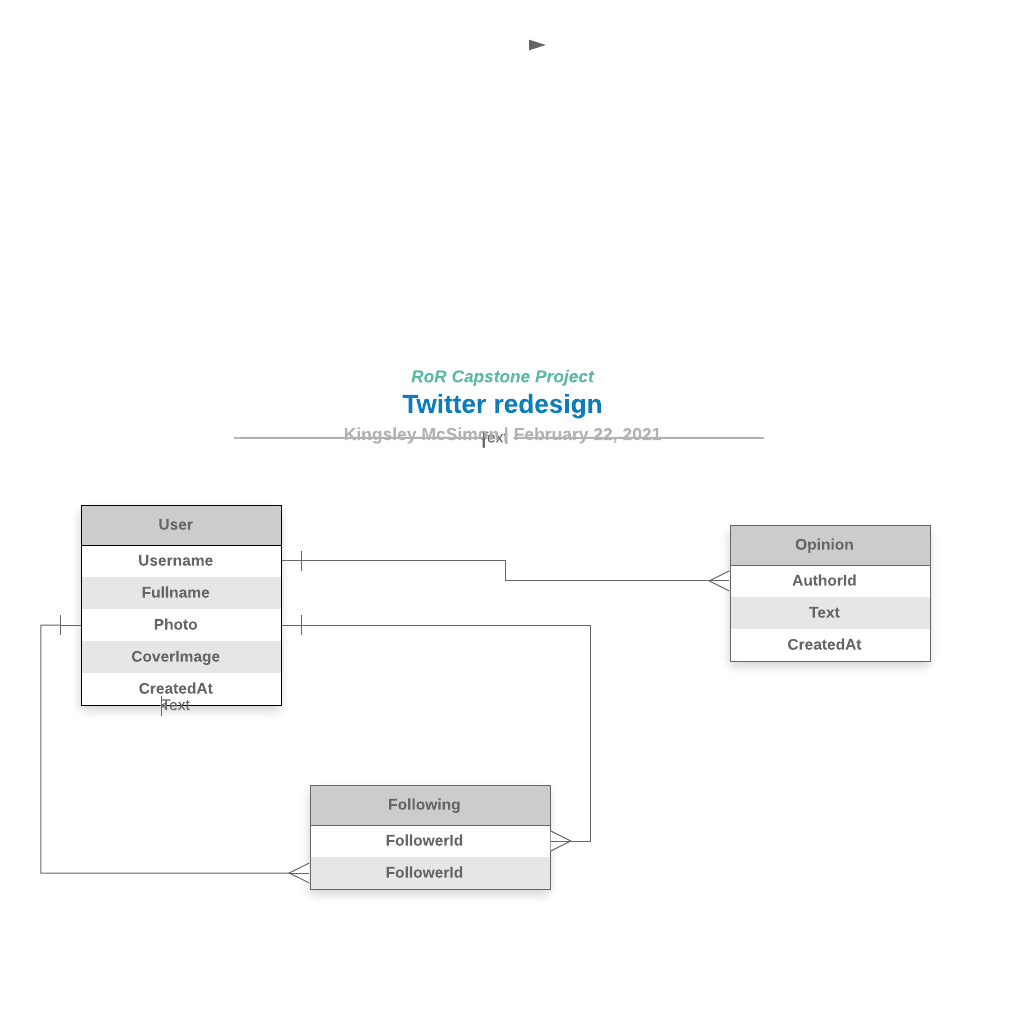 RoR Capstone Project
Twitter redesign
Kingsley McSimon | February 22, 2021
Text
User
Username
Fullname
Photo
CoverImage
CreatedAt
Text
Opinion
AuthorId
Text
CreatedAt
Following
FollowerId
FollowerId